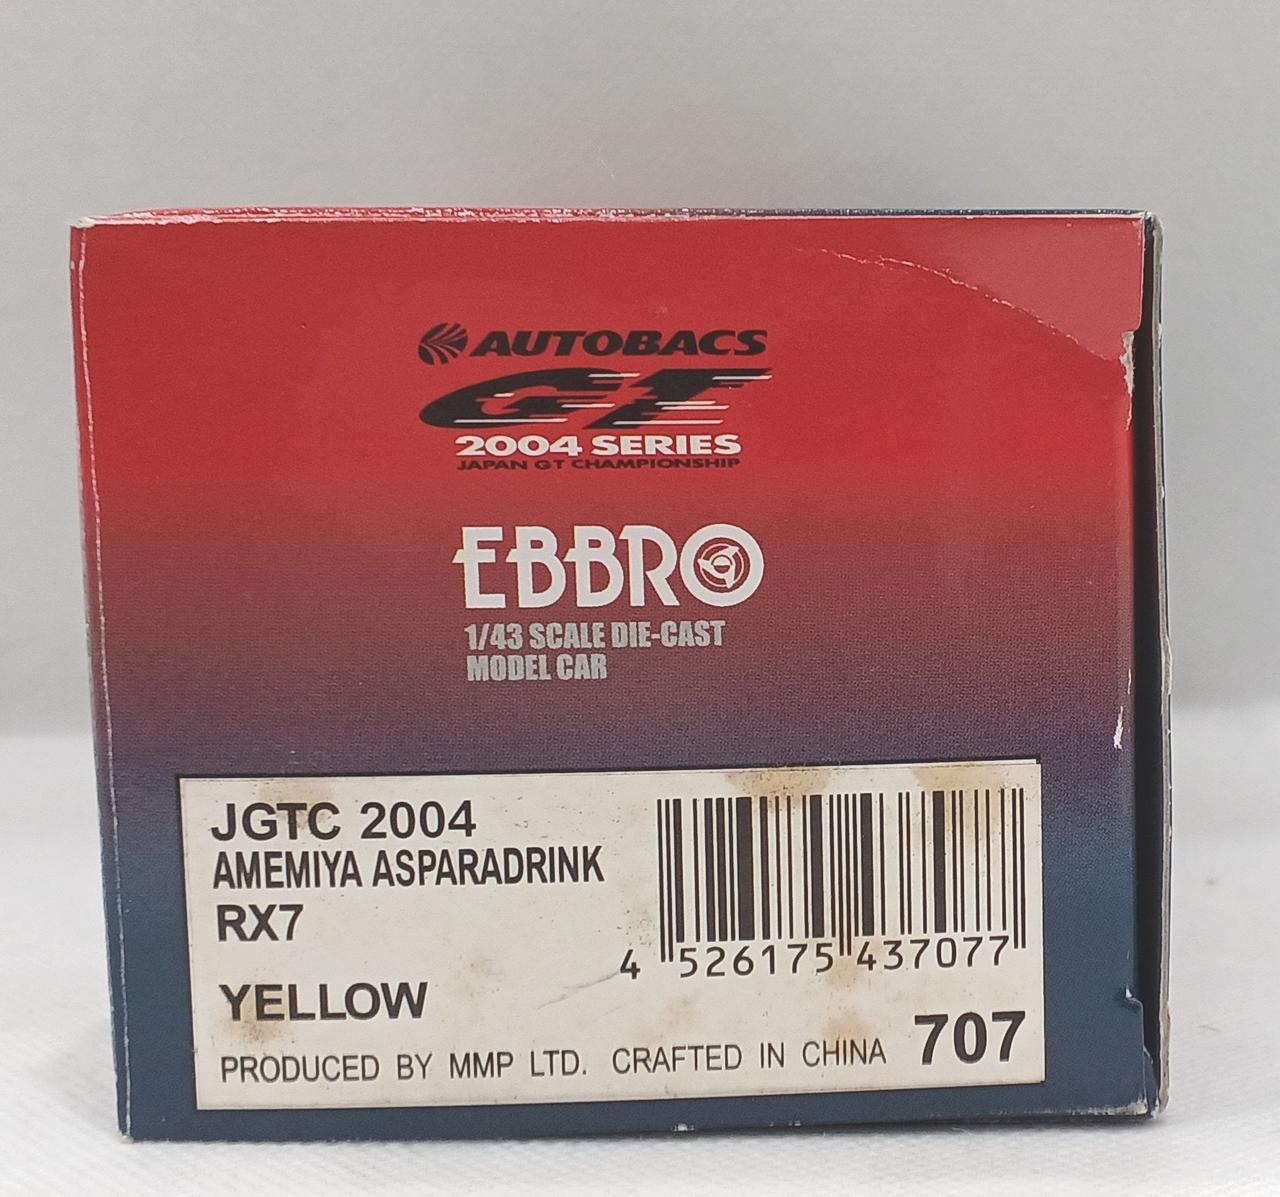 AUTOBACS
GT
2004 SERIES
JAPAN GT CHAMPIONSHIP
EBBRO
1/43 SCALE DIE-CAST
MODEL CAR
JGTC 2004
AMEMIYA ASPARADRINK
RX7
YELLOW
4 526175 437077
707
PRODUCED BY MMP LTD. CRAFTED IN CHINA